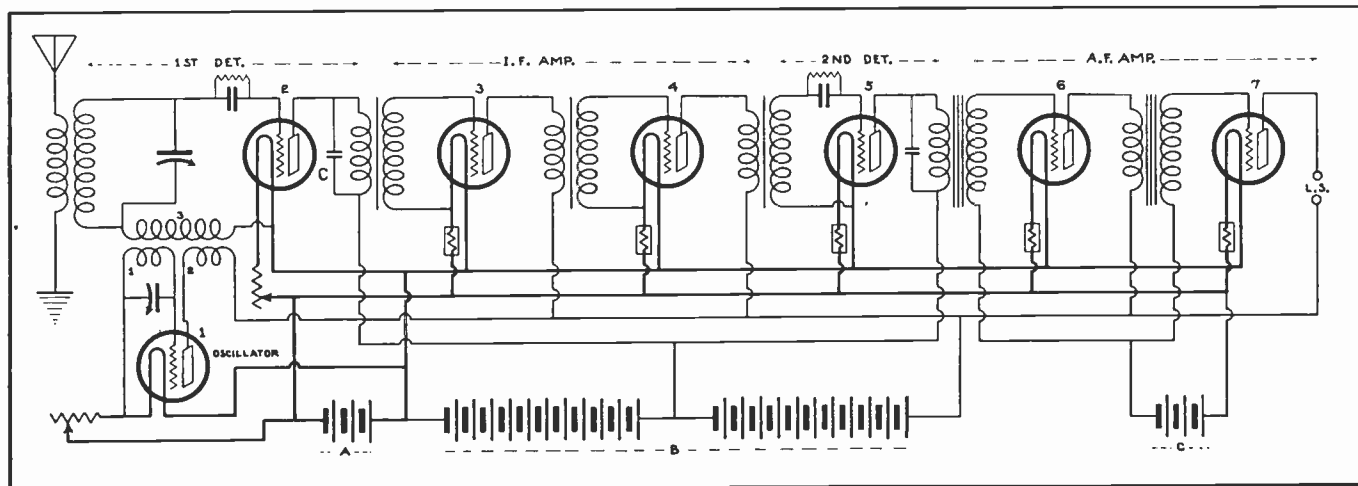 1ST DET. I.F. AMP. 2ND DET. A.F. AMP.
2 3 4 5 6 7
C
L.S.
3
1 2
1
OSCILLATOR
A B C